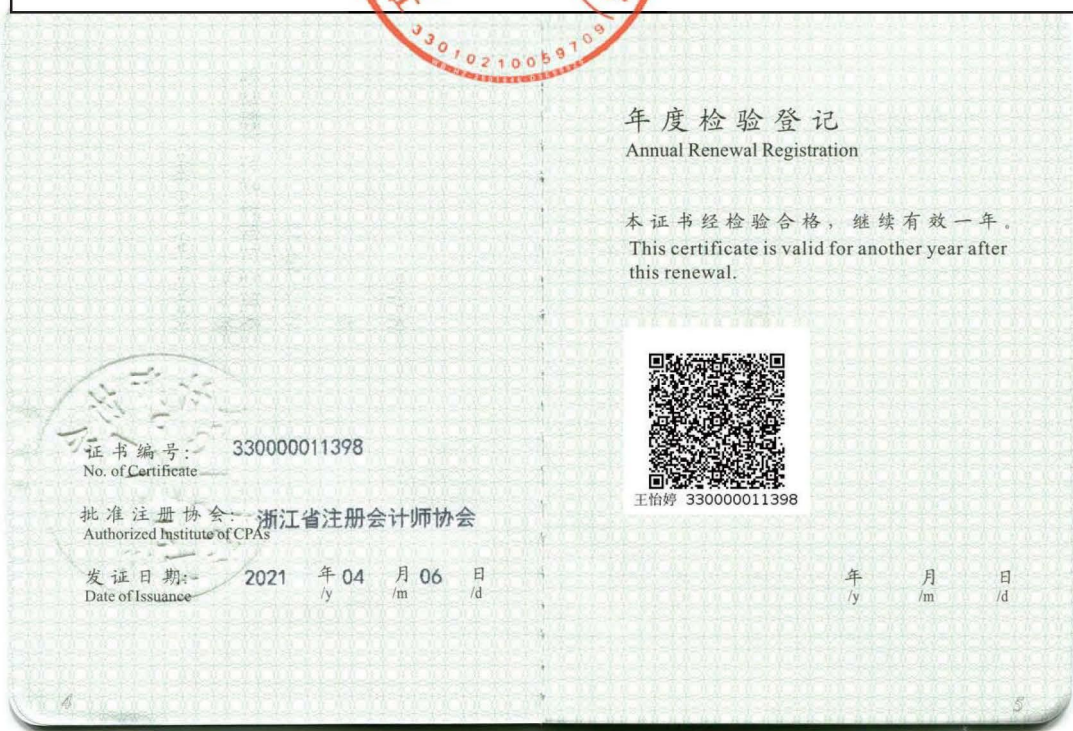 33010210059709
年度检验登记
Annual Renewal Registration
本证书经检验合格，继续有效一年。
This certificate is valid for another year after
this renewal.
王怡婷 330000011398
证书编号： 330000011398
No. of Certificate
批准注册协会： 浙江省注册会计师协会
Authorized Institute of CPAs
发证日期： 2021 年 04 月 06 日
Date of Issuance /y /m /d
年 月 日
/y /m /d
4
5